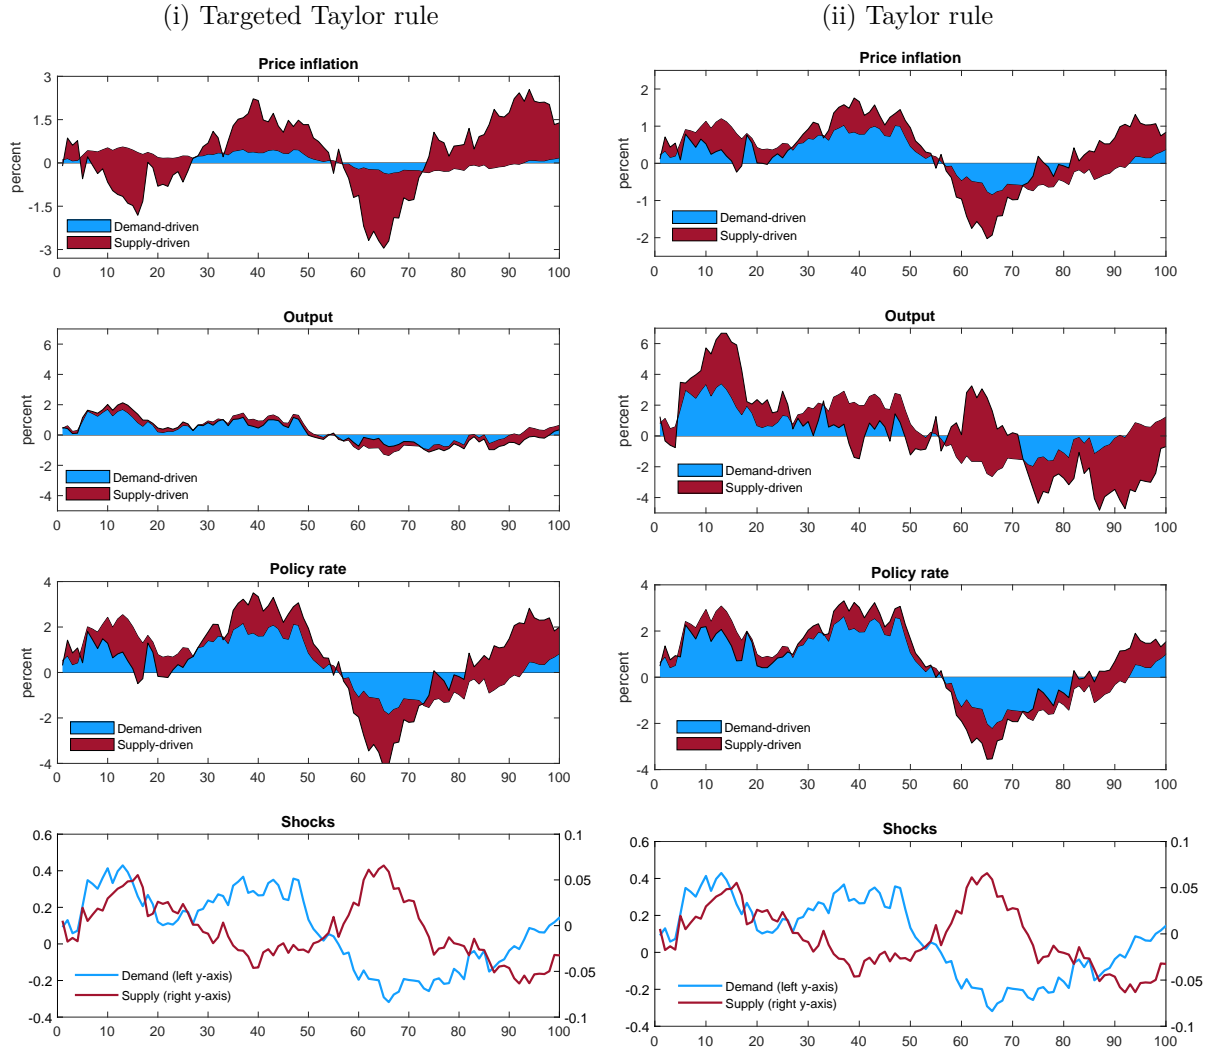 (i) Targeted Taylor rule
(ii) Taylor rule
Price inflation
percent
3
1.5
0
-1.5
-3
Demand-driven
Supply-driven
0 10 20 30 40 50 60 70 80 90 100
Price inflation
percent
2
1
0
-1
-2
Demand-driven
Supply-driven
0 10 20 30 40 50 60 70 80 90 100
Output
percent
6
4
2
0
-2
-4
Demand-driven
Supply-driven
0 10 20 30 40 50 60 70 80 90 100
Output
percent
6
4
2
0
-2
-4
Demand-driven
Supply-driven
0 10 20 30 40 50 60 70 80 90 100
Policy rate
percent
4
2
0
-2
-4
Demand-driven
Supply-driven
0 10 20 30 40 50 60 70 80 90 100
Policy rate
percent
4
2
0
-2
-4
Demand-driven
Supply-driven
0 10 20 30 40 50 60 70 80 90 100
Shocks
0.6
0.4
0.2
0
-0.2
-0.4
0.1
0.05
0
-0.05
-0.1
Demand (left y-axis)
Supply (right y-axis)
0 10 20 30 40 50 60 70 80 90 100
Shocks
0.6
0.4
0.2
0
-0.2
-0.4
0.1
0.05
0
-0.05
-0.1
Demand (left y-axis)
Supply (right y-axis)
0 10 20 30 40 50 60 70 80 90 100